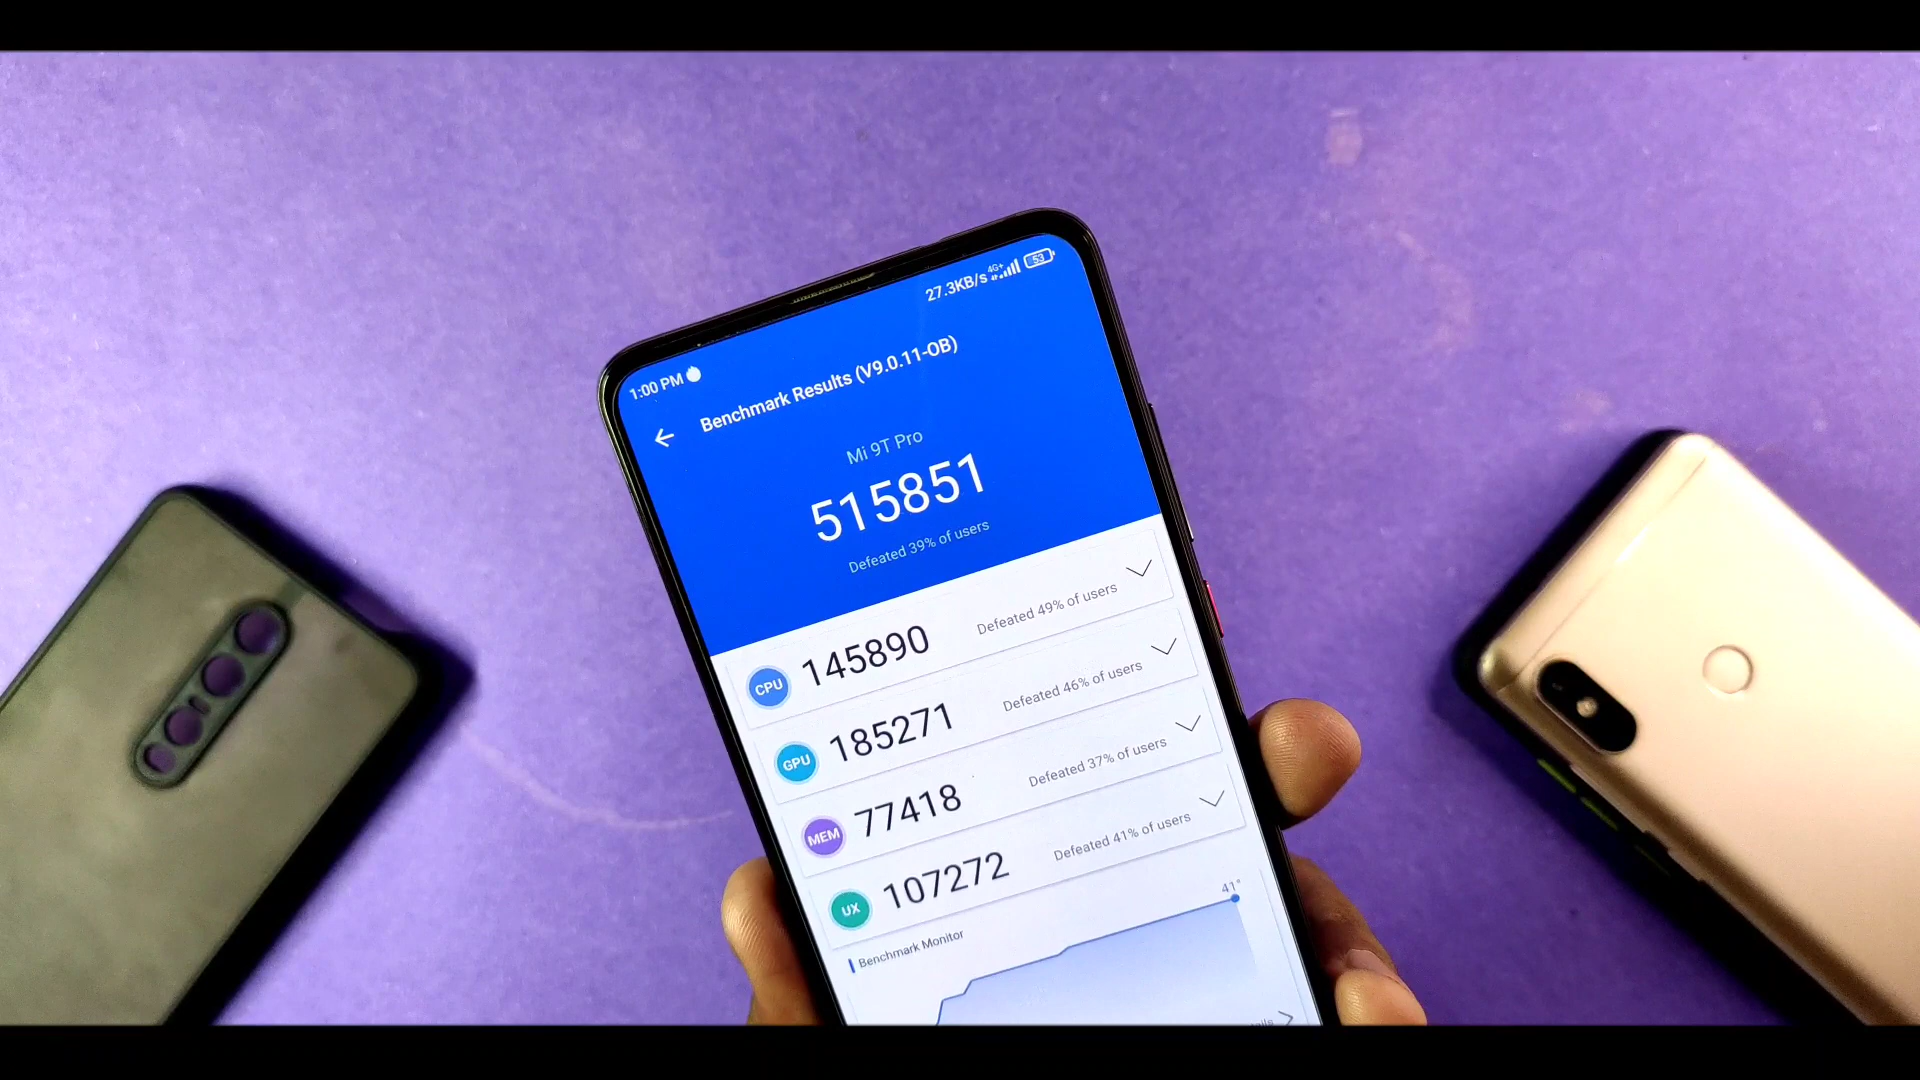 1:00 PM
27.3KB/s 4G+ 53
Benchmark Results (V9.0.11-OB)
Mi 9T Pro
515851
Defeated 39% of users
CPU 145890 Defeated 49% of users
GPU 185271 Defeated 46% of users
MEM 77418 Defeated 37% of users
UX 107272 Defeated 41% of users
Benchmark Monitor
41°